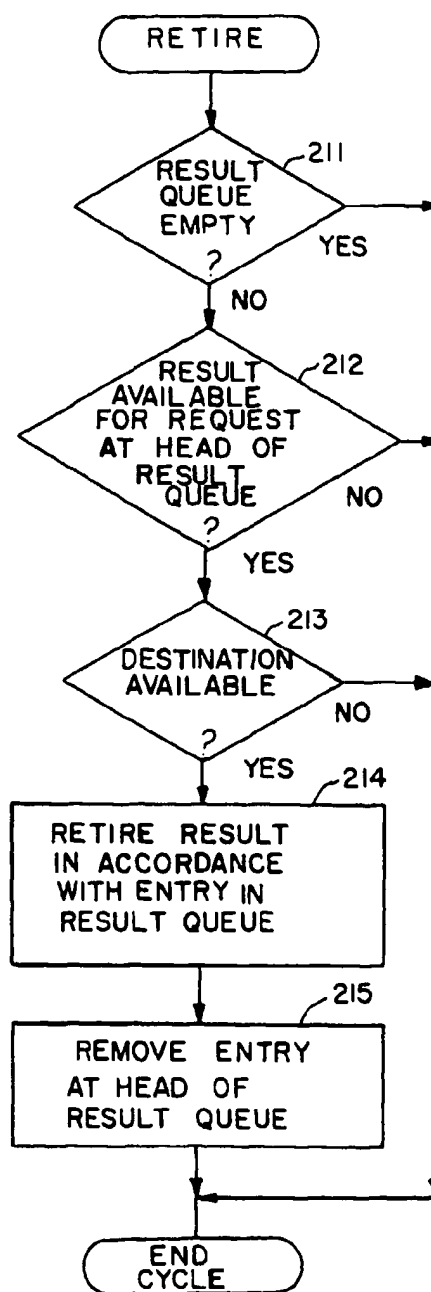 RETIRE
211
RESULT
QUEUE
EMPTY
?
YES
NO
212
RESULT
AVAILABLE
FOR REQUEST
AT HEAD OF
RESULT
QUEUE
?
NO
YES
213
DESTINATION
AVAILABLE
?
NO
YES
214
RETIRE RESULT
IN ACCORDANCE
WITH ENTRY IN
RESULT QUEUE
215
REMOVE ENTRY
AT HEAD OF
RESULT QUEUE
END
CYCLE